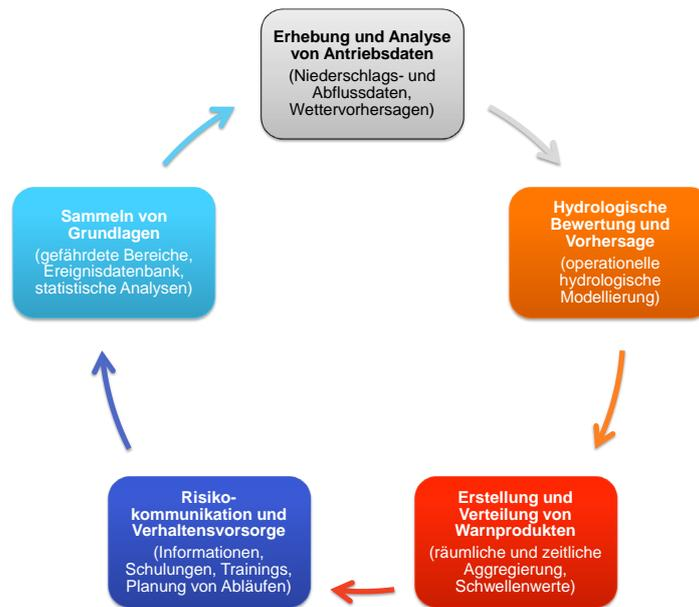 Erhebung und Analyse
von Antriebsdaten
(Niederschlags- und
Abflussdaten,
Wettervorhersagen)
Hydrologische
Bewertung und
Vorhersage
(operationelle
hydrologische
Modellierung)
Erstellung und
Verteilung von
Warnprodukten
(räumliche und zeitliche
Aggregierung,
Schwellenwerte)
Risiko-
kommunikation und
Verhaltensvorsorge
(Informationen,
Schulungen, Trainings,
Planung von Abläufen)
Sammeln von
Grundlagen
(gefährdete Bereiche,
Ereignisdatenbank,
statistische Analysen)